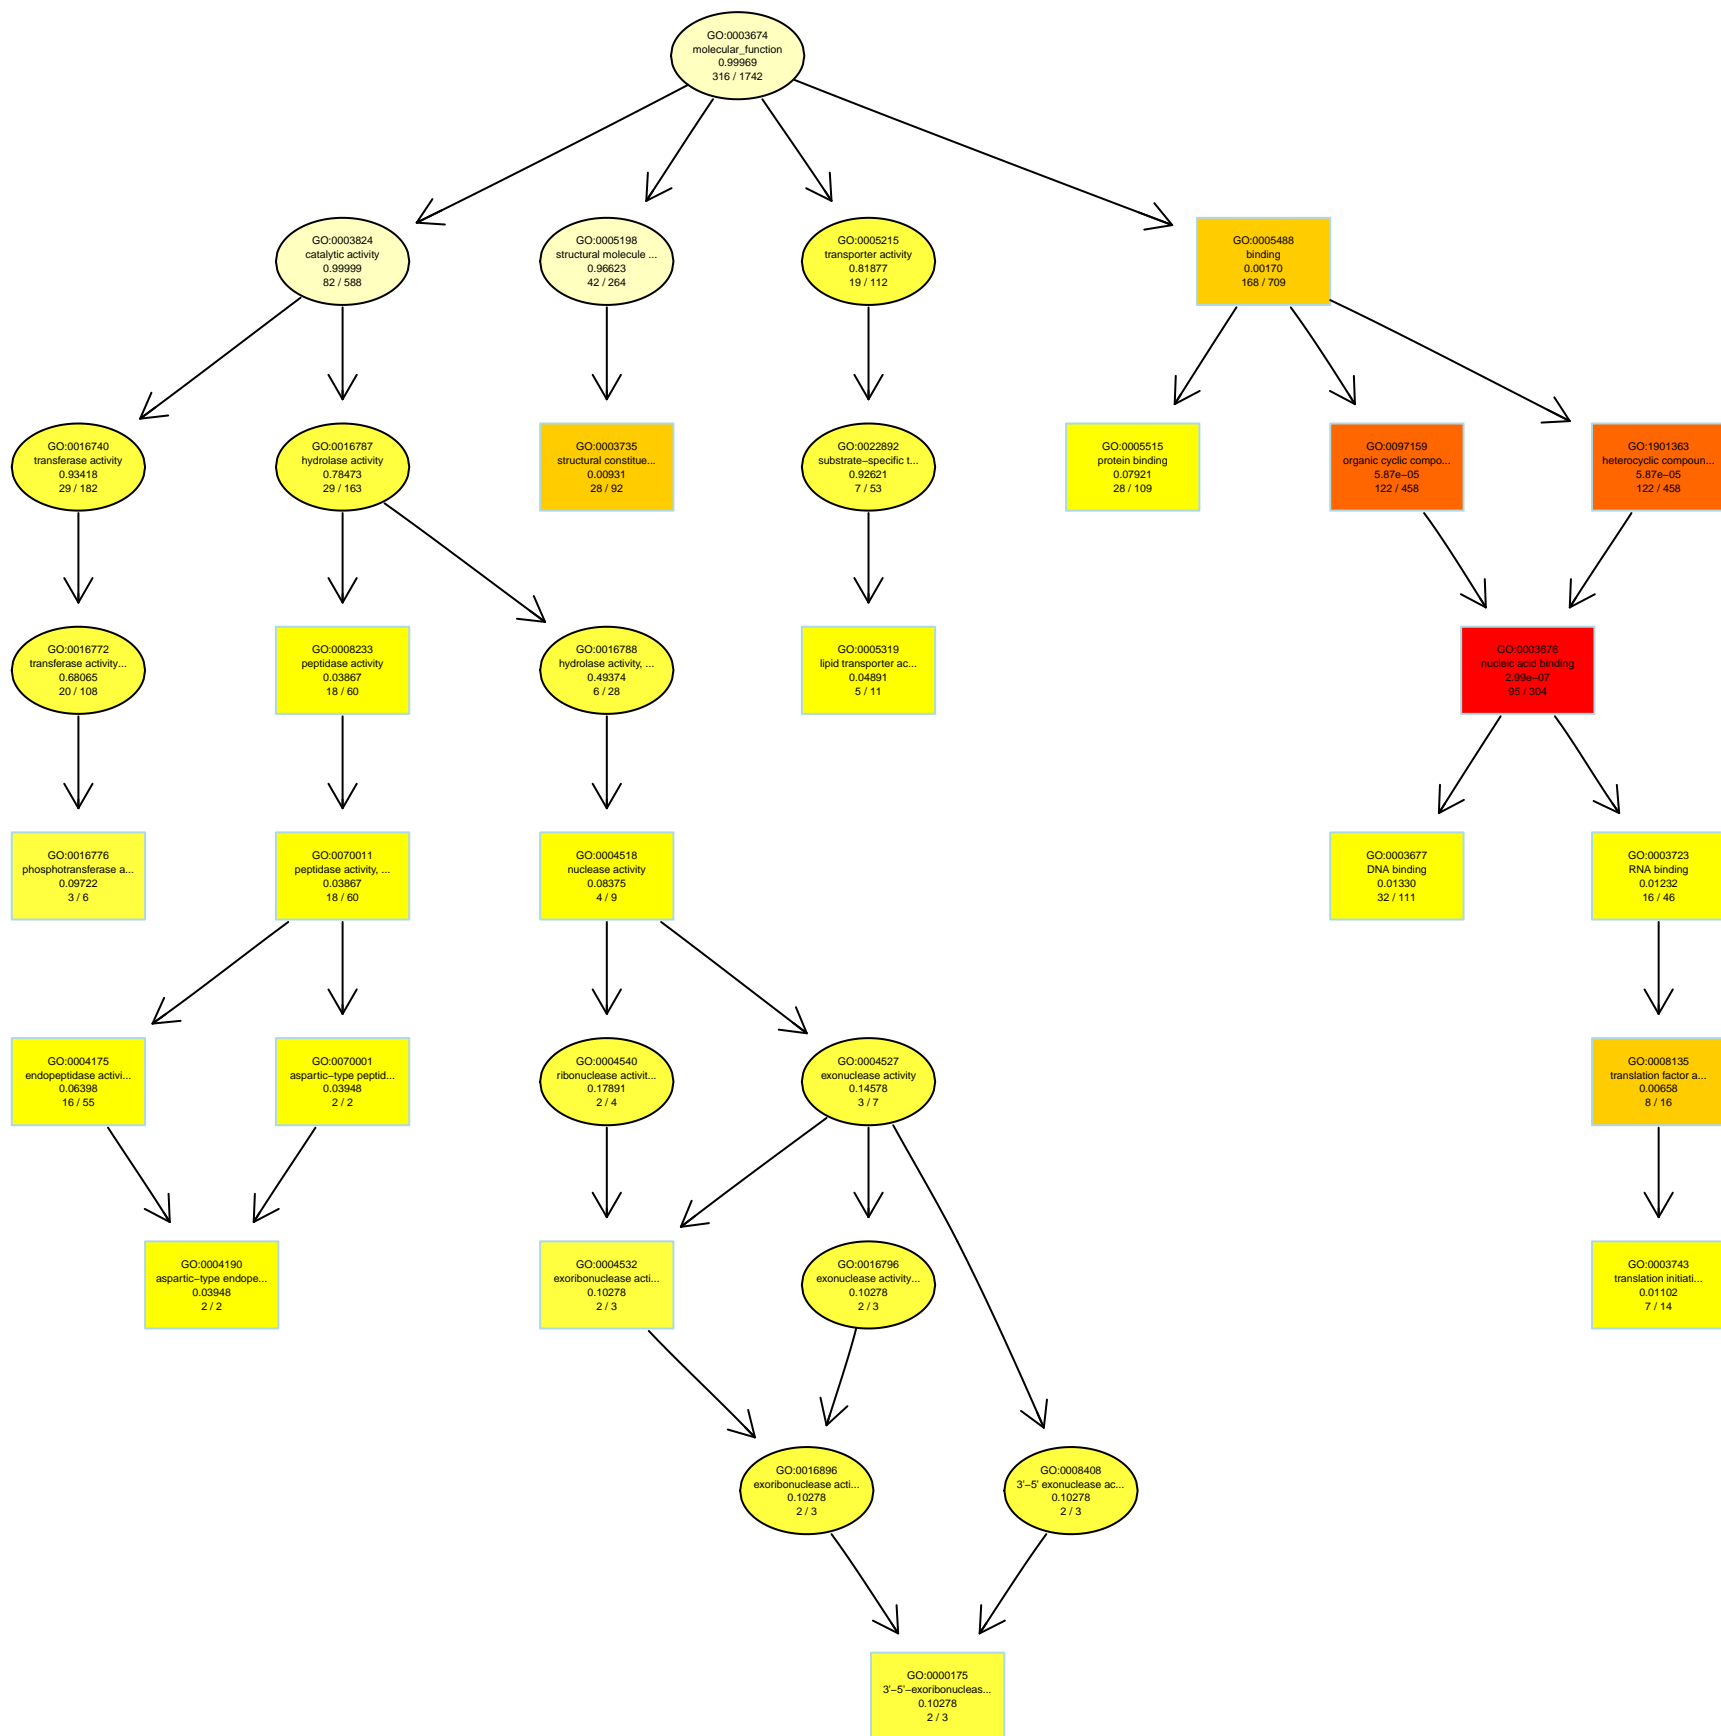 GO:0003674
molecular_function
0.99969
316 / 1742
GO:0003824
catalytic activity
0.99999
82 / 588
GO:0005198
structural molecule ...
0.96623
42 / 264
GO:0005215
transporter activity
0.81877
19 / 112
GO:0005488
binding
0.00170
168 / 709
GO:0016740
transferase activity
0.93418
29 / 182
GO:0016787
hydrolase activity
0.78473
29 / 163
GO:0003735
structural constitue...
0.00931
28 / 92
GO:0022892
substrate−specific t...
0.92621
7 / 53
GO:0005515
protein binding
0.07921
28 / 109
GO:0097159
organic cyclic compo...
5.87e−05
122 / 458
GO:1901363
heterocyclic compoun...
5.87e−05
122 / 458
GO:0016772
transferase activity...
0.68065
20 / 108
GO:0008233
peptidase activity
0.03867
18 / 60
GO:0016788
hydrolase activity, ...
0.49374
6 / 28
GO:0005319
lipid transporter ac...
0.04891
5 / 11
GO:0003676
nucleic acid binding
2.99e−07
95 / 304
GO:0016776
phosphotransferase a...
0.09722
3 / 6
GO:0070011
peptidase activity, ...
0.03867
18 / 60
GO:0004518
nuclease activity
0.08375
4 / 9
GO:0003677
DNA binding
0.01330
32 / 111
GO:0003723
RNA binding
0.01232
16 / 46
GO:0004175
endopeptidase activi...
0.06398
16 / 55
GO:0070001
aspartic−type peptid...
0.03948
2 / 2
GO:0004540
ribonuclease activit...
0.17891
2 / 4
GO:0004527
exonuclease activity
0.14578
3 / 7
GO:0008135
translation factor a...
0.00658
8 / 16
GO:0004190
aspartic−type endope...
0.03948
2 / 2
GO:0004532
exoribonuclease acti...
0.10278
2 / 3
GO:0016796
exonuclease activity...
0.10278
2 / 3
GO:0003743
translation initiati...
0.01102
7 / 14
GO:0016896
exoribonuclease acti...
0.10278
2 / 3
GO:0008408
3'−5' exonuclease ac...
0.10278
2 / 3
GO:0000175
3'−5'−exoribonucleas...
0.10278
2 / 3